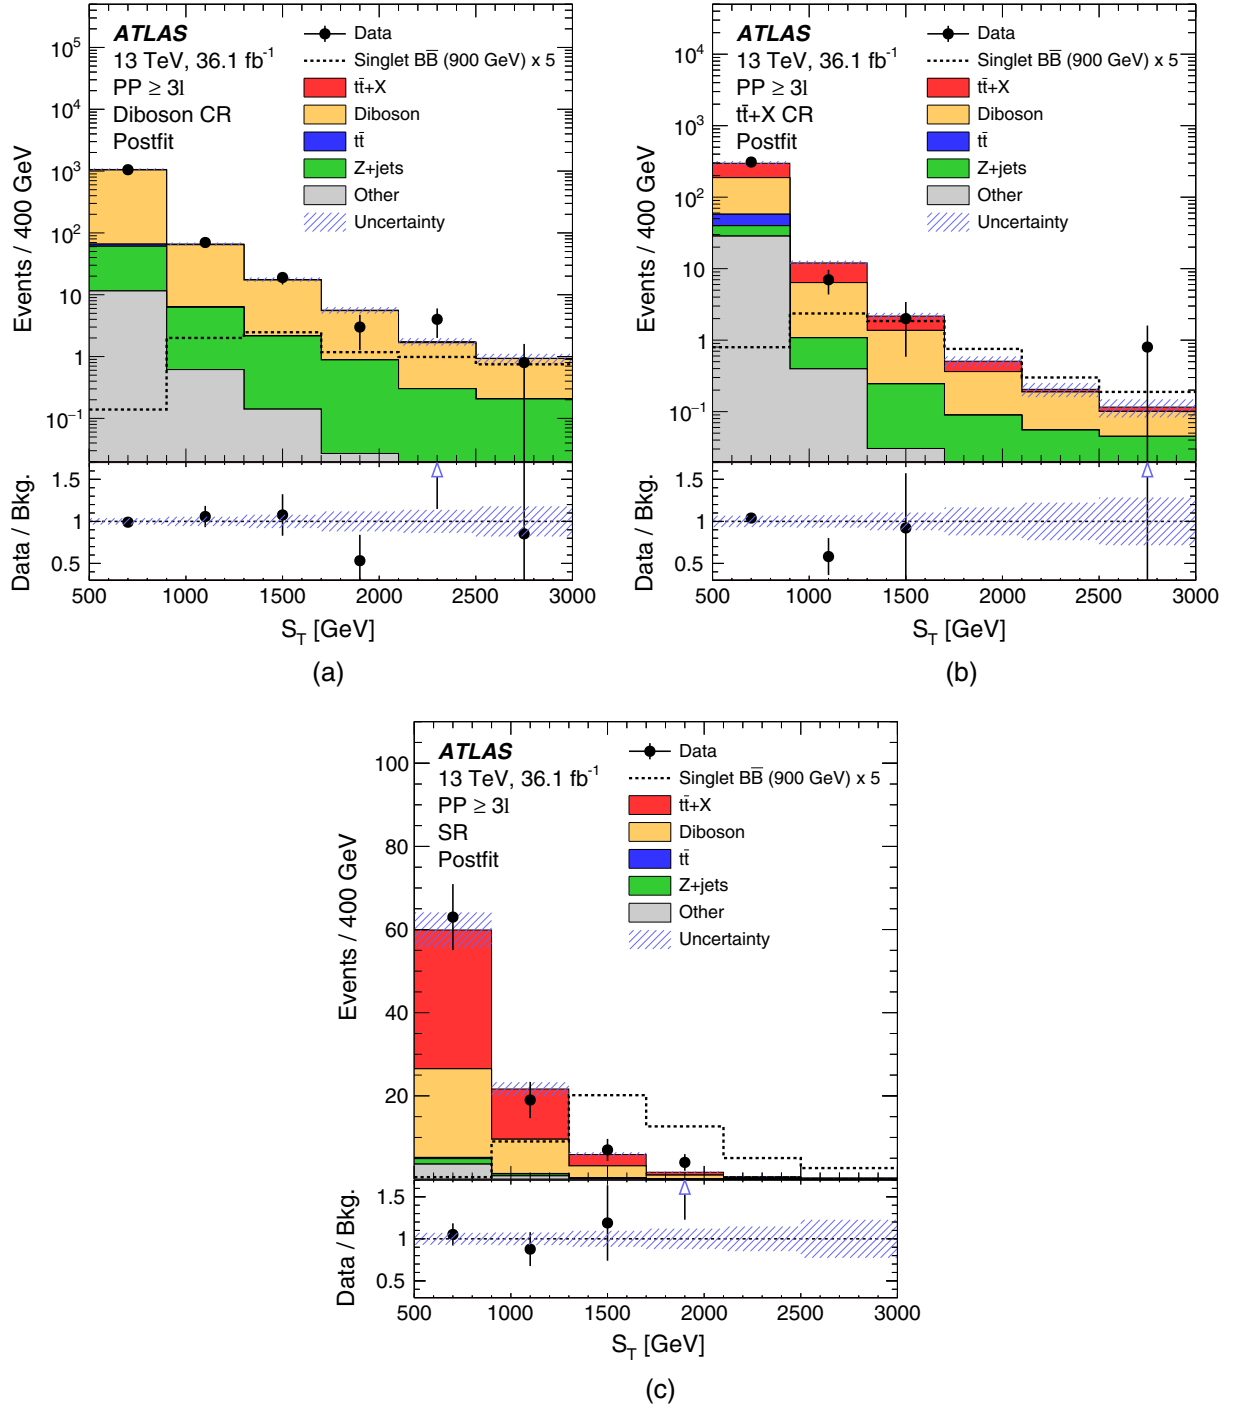 ATLAS
13 TeV, 36.1 fb⁻¹
PP ≥ 3l
Diboson CR
Postfit
Data
Singlet BB̅ (900 GeV) x 5
tt̄+X
Diboson
tt̄
Z+jets
Other
Uncertainty
Events / 400 GeV
10⁵
10⁴
10³
10²
10
1
10⁻¹
Data / Bkg.
1.5
1
0.5
500 1000 1500 2000 2500 3000
S_T [GeV]
(a)
ATLAS
13 TeV, 36.1 fb⁻¹
PP ≥ 3l
tt̄+X CR
Postfit
Data
Singlet BB̅ (900 GeV) x 5
tt̄+X
Diboson
tt̄
Z+jets
Other
Uncertainty
Events / 400 GeV
10⁴
10³
10²
10
1
10⁻¹
Data / Bkg.
1.5
1
0.5
500 1000 1500 2000 2500 3000
S_T [GeV]
(b)
ATLAS
13 TeV, 36.1 fb⁻¹
PP ≥ 3l
SR
Postfit
Data
Singlet BB̅ (900 GeV) x 5
tt̄+X
Diboson
tt̄
Z+jets
Other
Uncertainty
Events / 400 GeV
100
80
60
40
20
Data / Bkg.
1.5
1
0.5
500 1000 1500 2000 2500 3000
S_T [GeV]
(c)